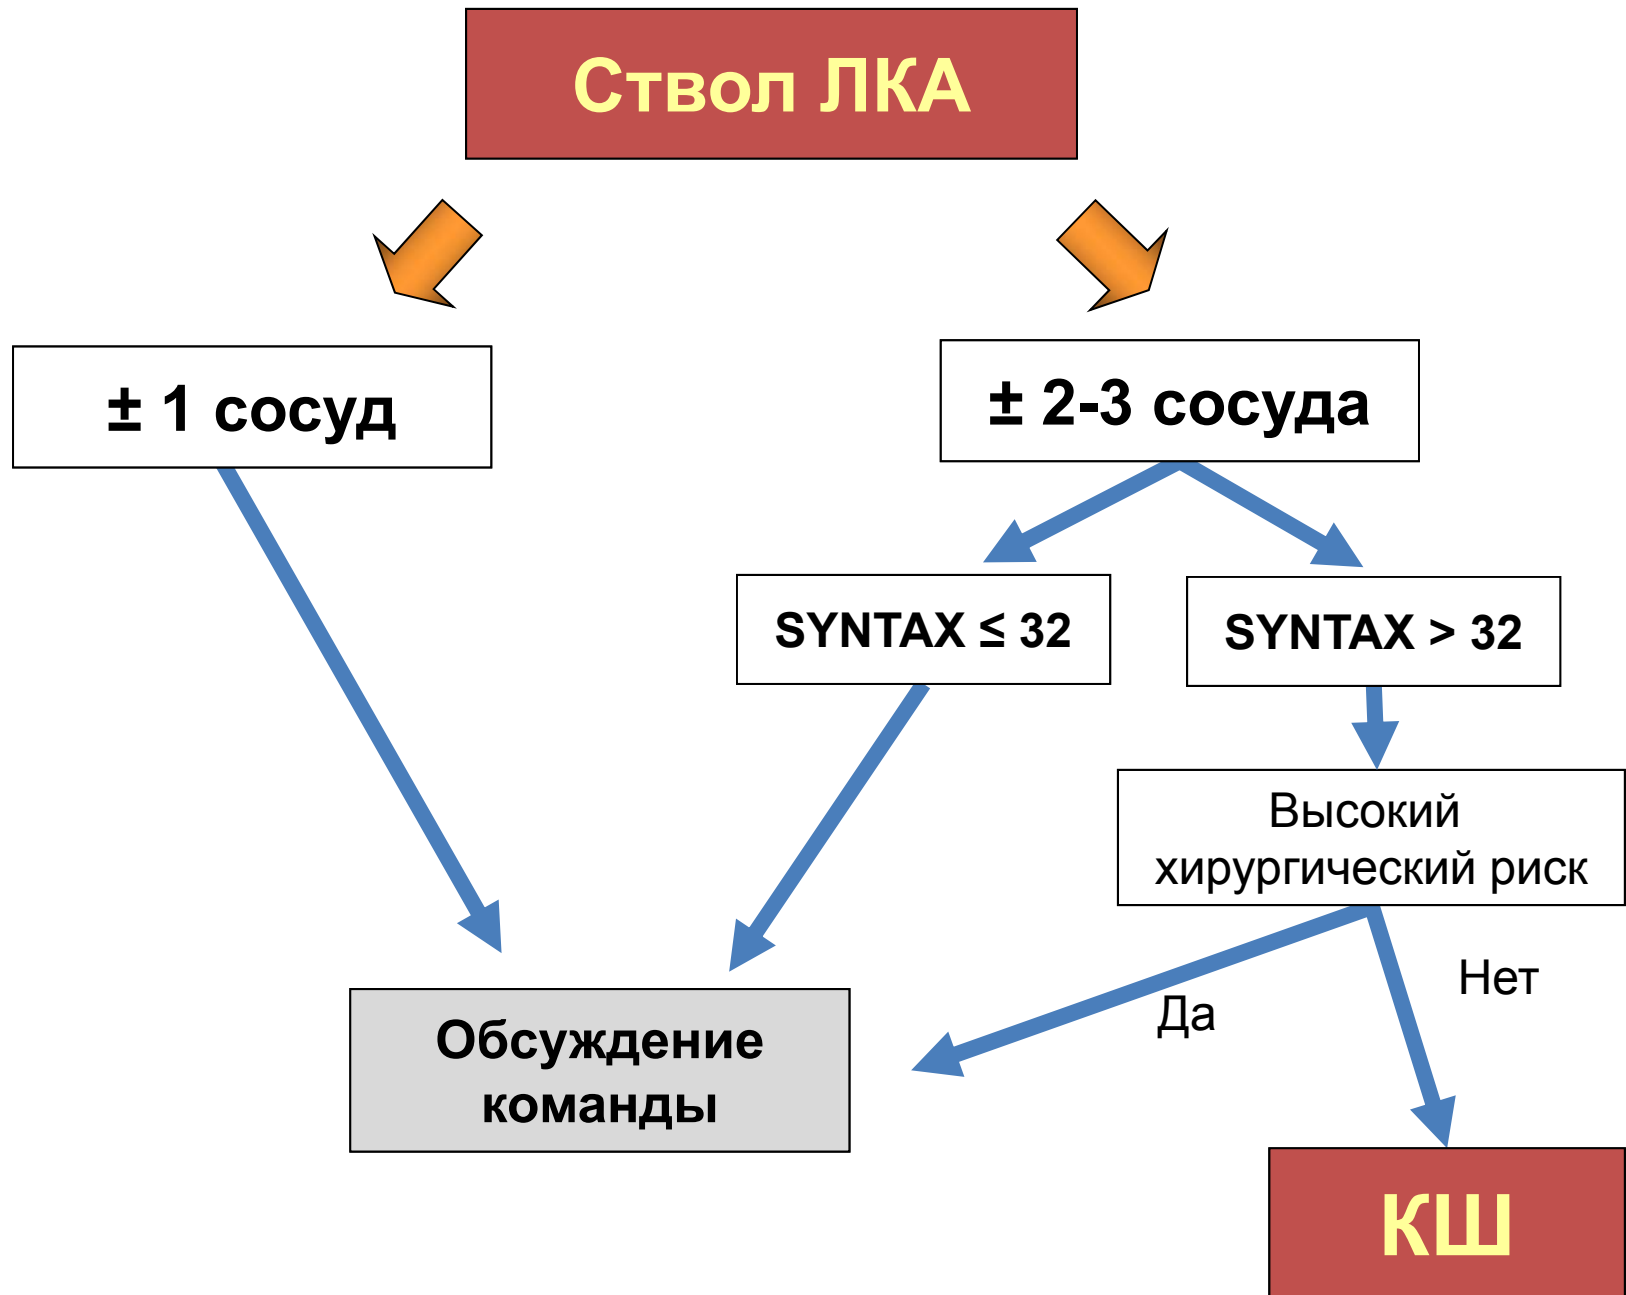 Ствол ЛКА
± 1 сосуд
± 2-3 сосуда
SYNTAX ≤ 32
SYNTAX > 32
Высокий
хирургический риск
Да
Нет
Обсуждение
команды
КШ